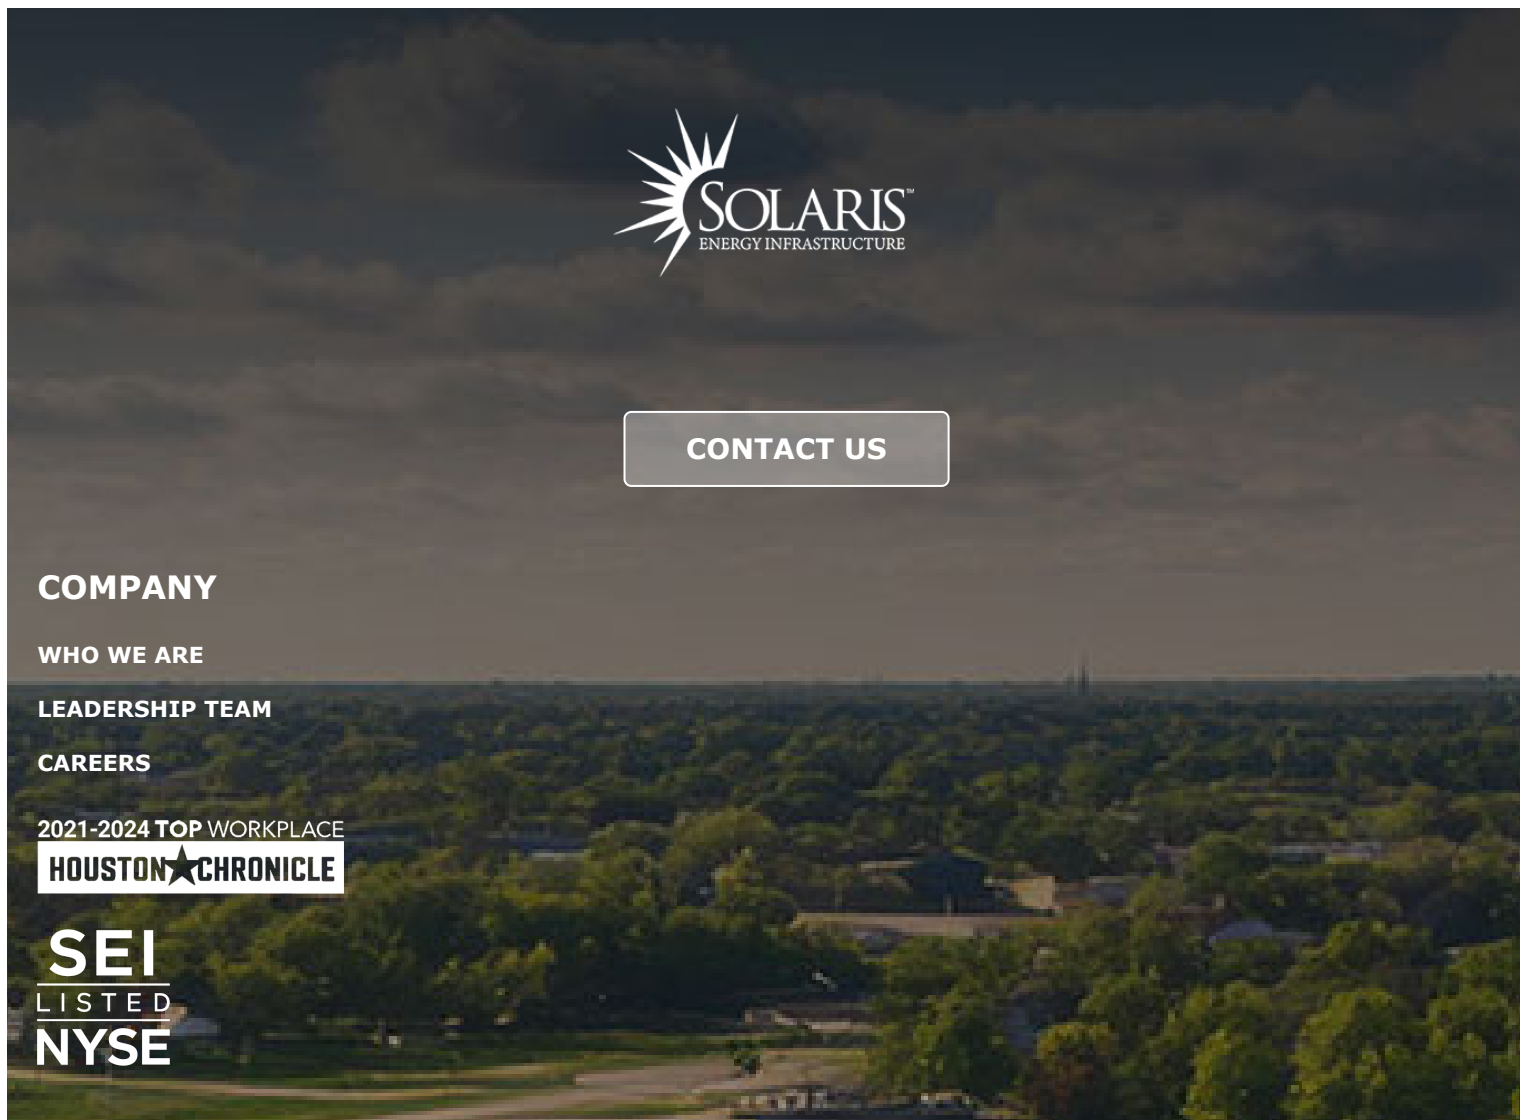 SOLARIS™
ENERGY INFRASTRUCTURE
CONTACT US
COMPANY
WHO WE ARE
LEADERSHIP TEAM
CAREERS
2021-2024 TOP WORKPLACE
HOUSTON★CHRONICLE
SEI
LISTED
NYSE